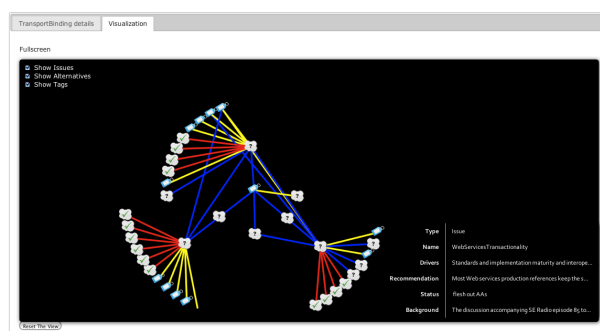 TransportBinding details
Visualization
Fullscreen
Show Issues
Show Alternatives
Show Tags
Type Issue
Name WebServicesTransactionality
Drivers Standards and implementation maturity and interope...
Recommendation Most Web services production references keep the s...
Status flesh out AAs
Background The discussion accompanying SE Radio episode 85 to...
Reset The View